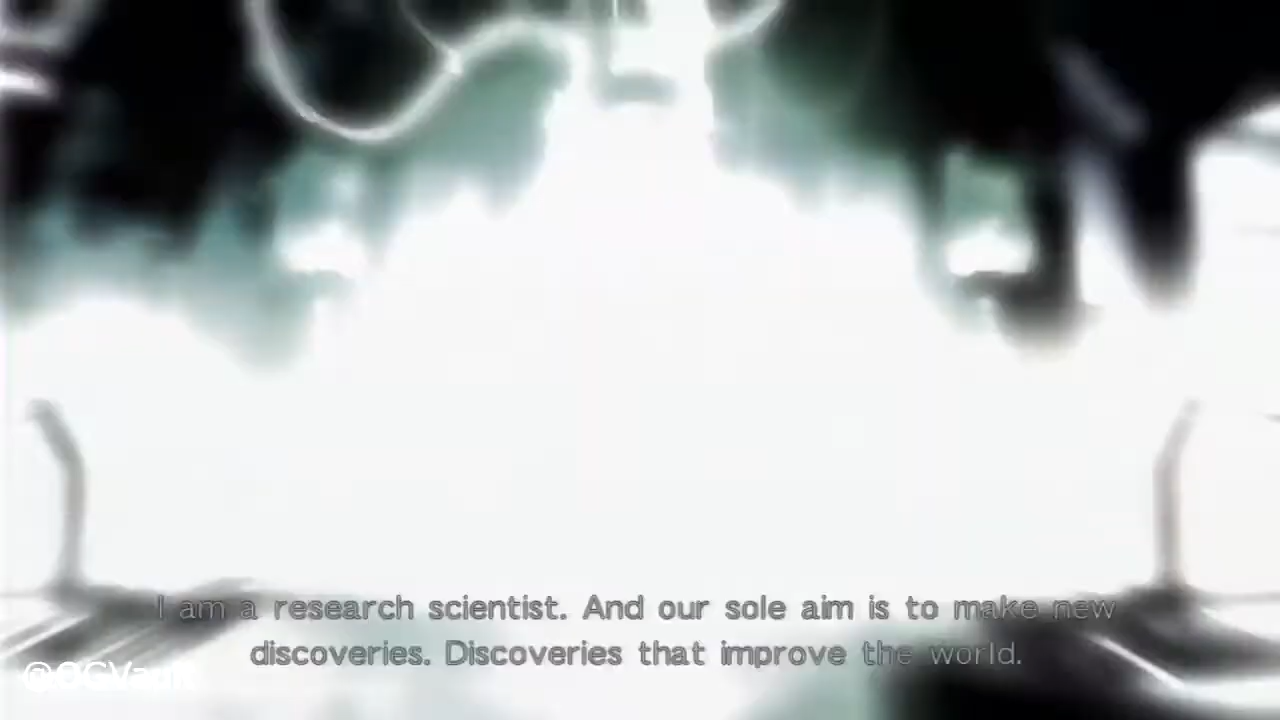 I am a research scientist. And our sole aim is to make new
discoveries. Discoveries that improve the world.